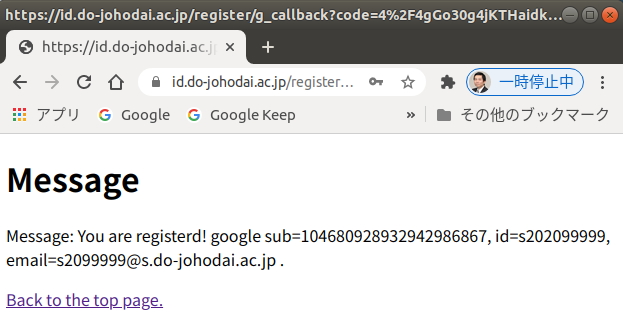 https://id.do-johodai.ac.jp/register/g_callback?code=4%2F4gGo30g4jKTHaidk...
https://id.do-johodai.ac.j
id.do-johodai.ac.jp/register...
一時停止中
アプリ
Google
Google Keep
»
その他のブックマーク
Message
Message: You are registerd! google sub=104680928932942986867, id=s202099999,
email=s2099999@s.do-johodai.ac.jp .
Back to the top page.